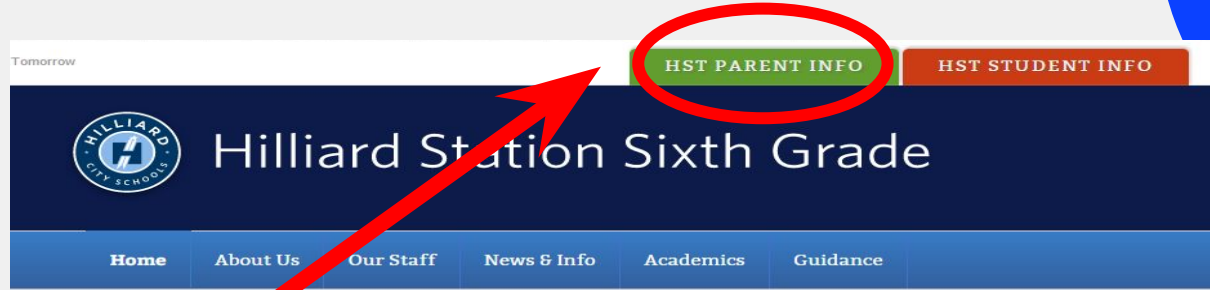 Tomorrow
HST PARENT INFO
HST STUDENT INFO
HILLIARD
CITY SCHOOLS
Hilliard Station Sixth Grade
Home About Us Our Staff News & Info Academics Guidance